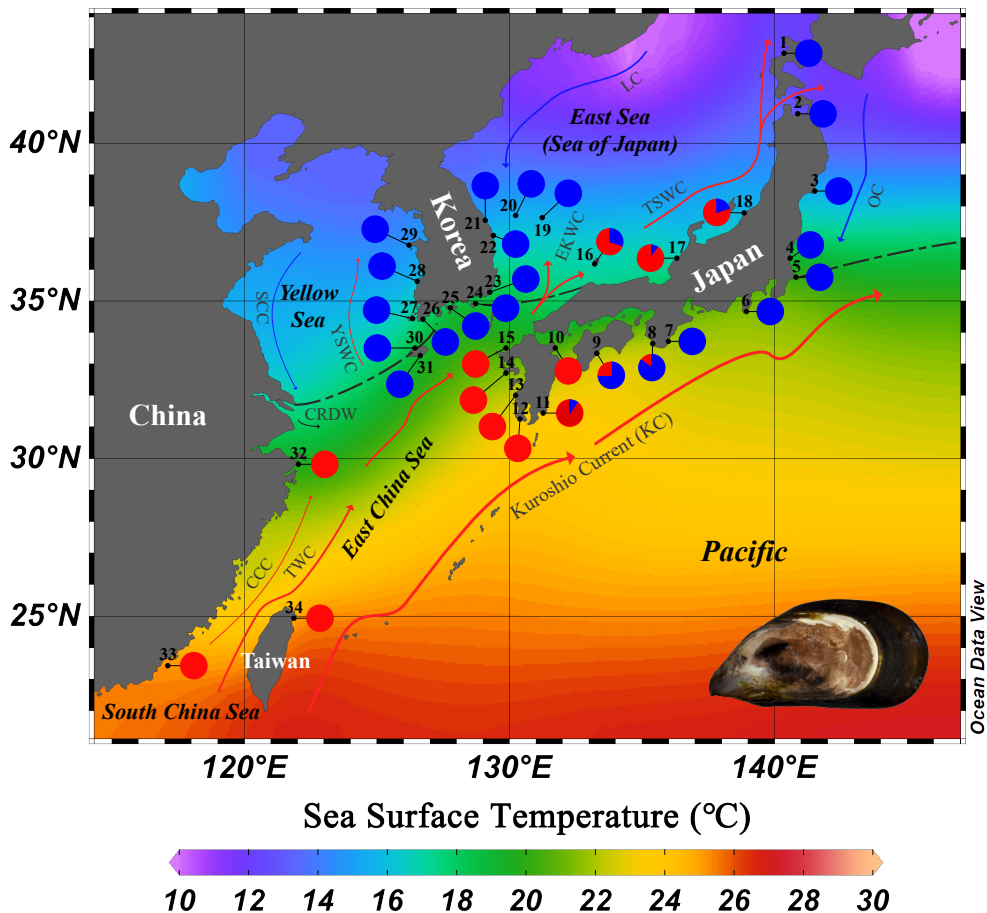 1
LC
East Sea
(Sea of Japan)
2
40°N
TSWC
OC
3
Korea
21
20
19
18
22
EKWC
16
17
29
Japan
4
5
28
23
SCC
Yellow
Sea
YSWC
35°N
27
26
25
24
6
30
31
15
10
9
8
7
14
13
12
11
CRDW
China
30°N
32
East China Sea
Kuroshio Current (KC)
CCC
TWC
Pacific
25°N
34
33
Taiwan
South China Sea
Ocean Data View
120°E
130°E
140°E
Sea Surface Temperature (℃)
10 12 14 16 18 20 22 24 26 28 30